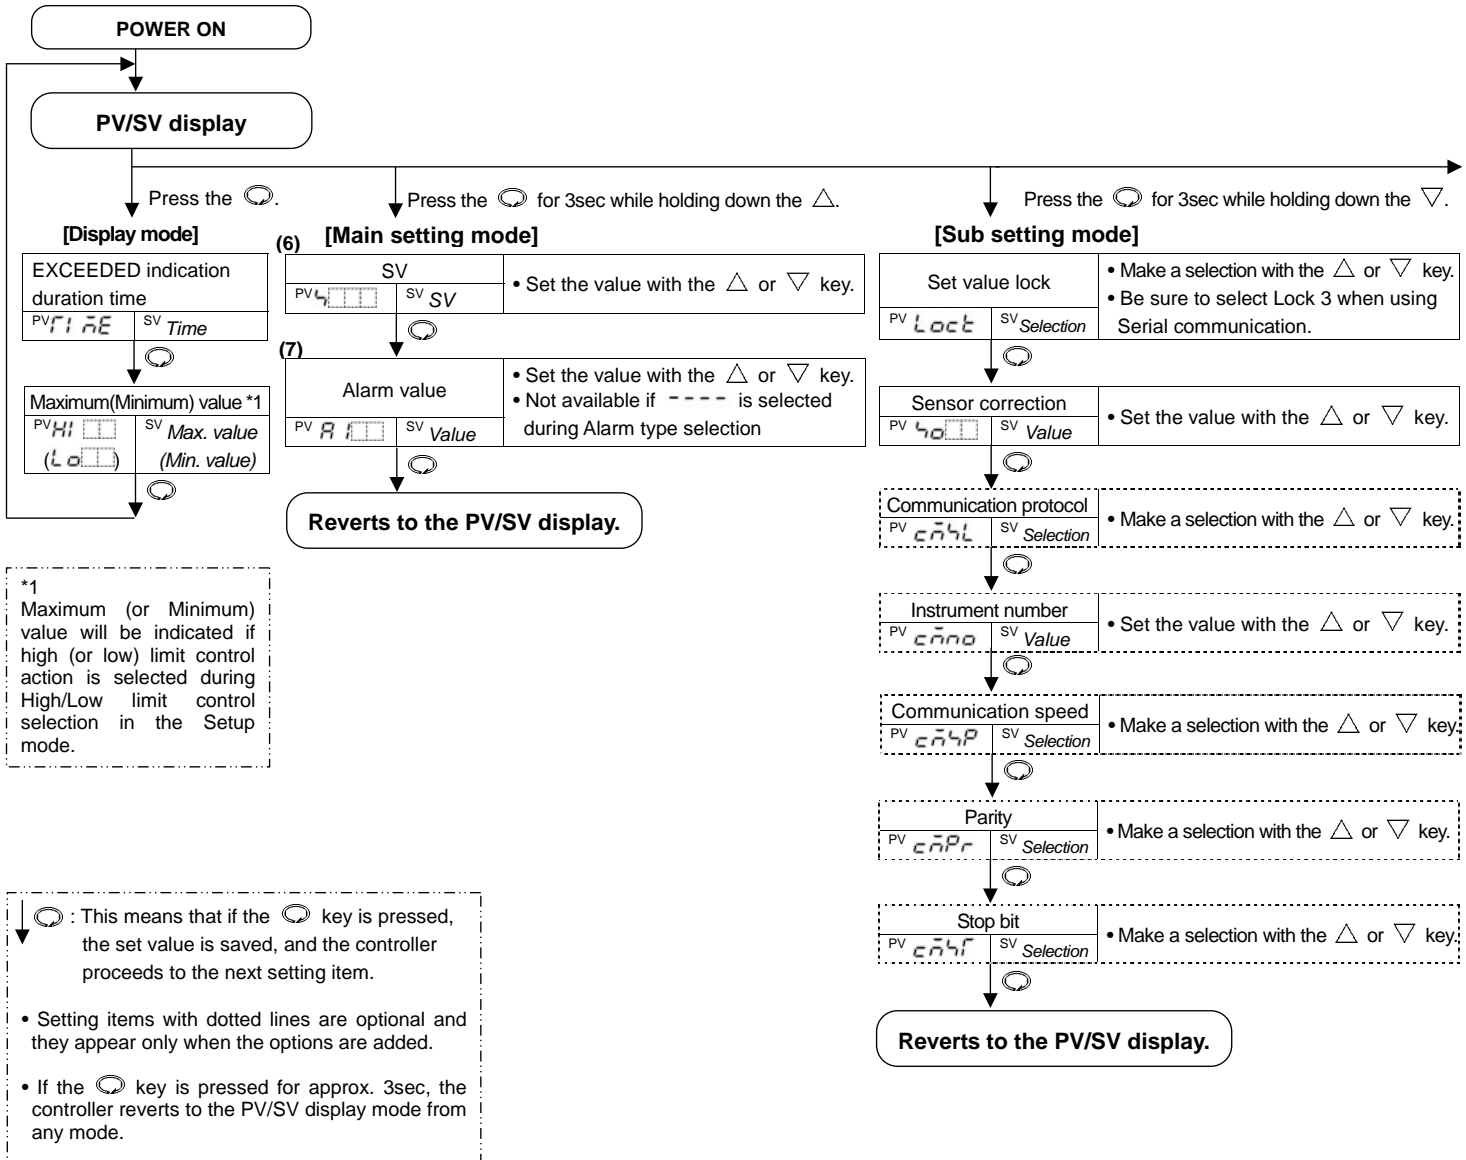 POWER ON
PV/SV display
Press the .
[Display mode]
EXCEEDED indication
duration time
PV
SV Time
Maximum(Minimum) value *1
PV HI
SV Max. value
(Lo )
(Min. value)
Press the for 3sec while holding down the △.
(6) [Main setting mode]
SV
PV
SV SV
• Set the value with the △ or ▽ key.
(7)
Alarm value
PV A1
SV Value
• Set the value with the △ or ▽ key.
• Not available if ---- is selected
during Alarm type selection
Reverts to the PV/SV display.
Press the for 3sec while holding down the ▽.
[Sub setting mode]
Set value lock
PV Loct
SV Selection
• Make a selection with the △ or ▽ key.
• Be sure to select Lock 3 when using
Serial communication.
Sensor correction
PV
SV Value
• Set the value with the △ or ▽ key.
Communication protocol
PV
SV Selection
• Make a selection with the △ or ▽ key.
Instrument number
PV
SV Value
• Set the value with the △ or ▽ key.
Communication speed
PV
SV Selection
• Make a selection with the △ or ▽ key.
Parity
PV
SV Selection
• Make a selection with the △ or ▽ key.
Stop bit
PV
SV Selection
• Make a selection with the △ or ▽ key.
Reverts to the PV/SV display.
*1
Maximum (or Minimum)
value will be indicated if
high (or low) limit control
action is selected during
High/Low limit control
selection in the Setup
mode.
: This means that if the key is pressed,
the set value is saved, and the controller
proceeds to the next setting item.
• Setting items with dotted lines are optional and
they appear only when the options are added.
• If the key is pressed for approx. 3sec, the
controller reverts to the PV/SV display mode from
any mode.